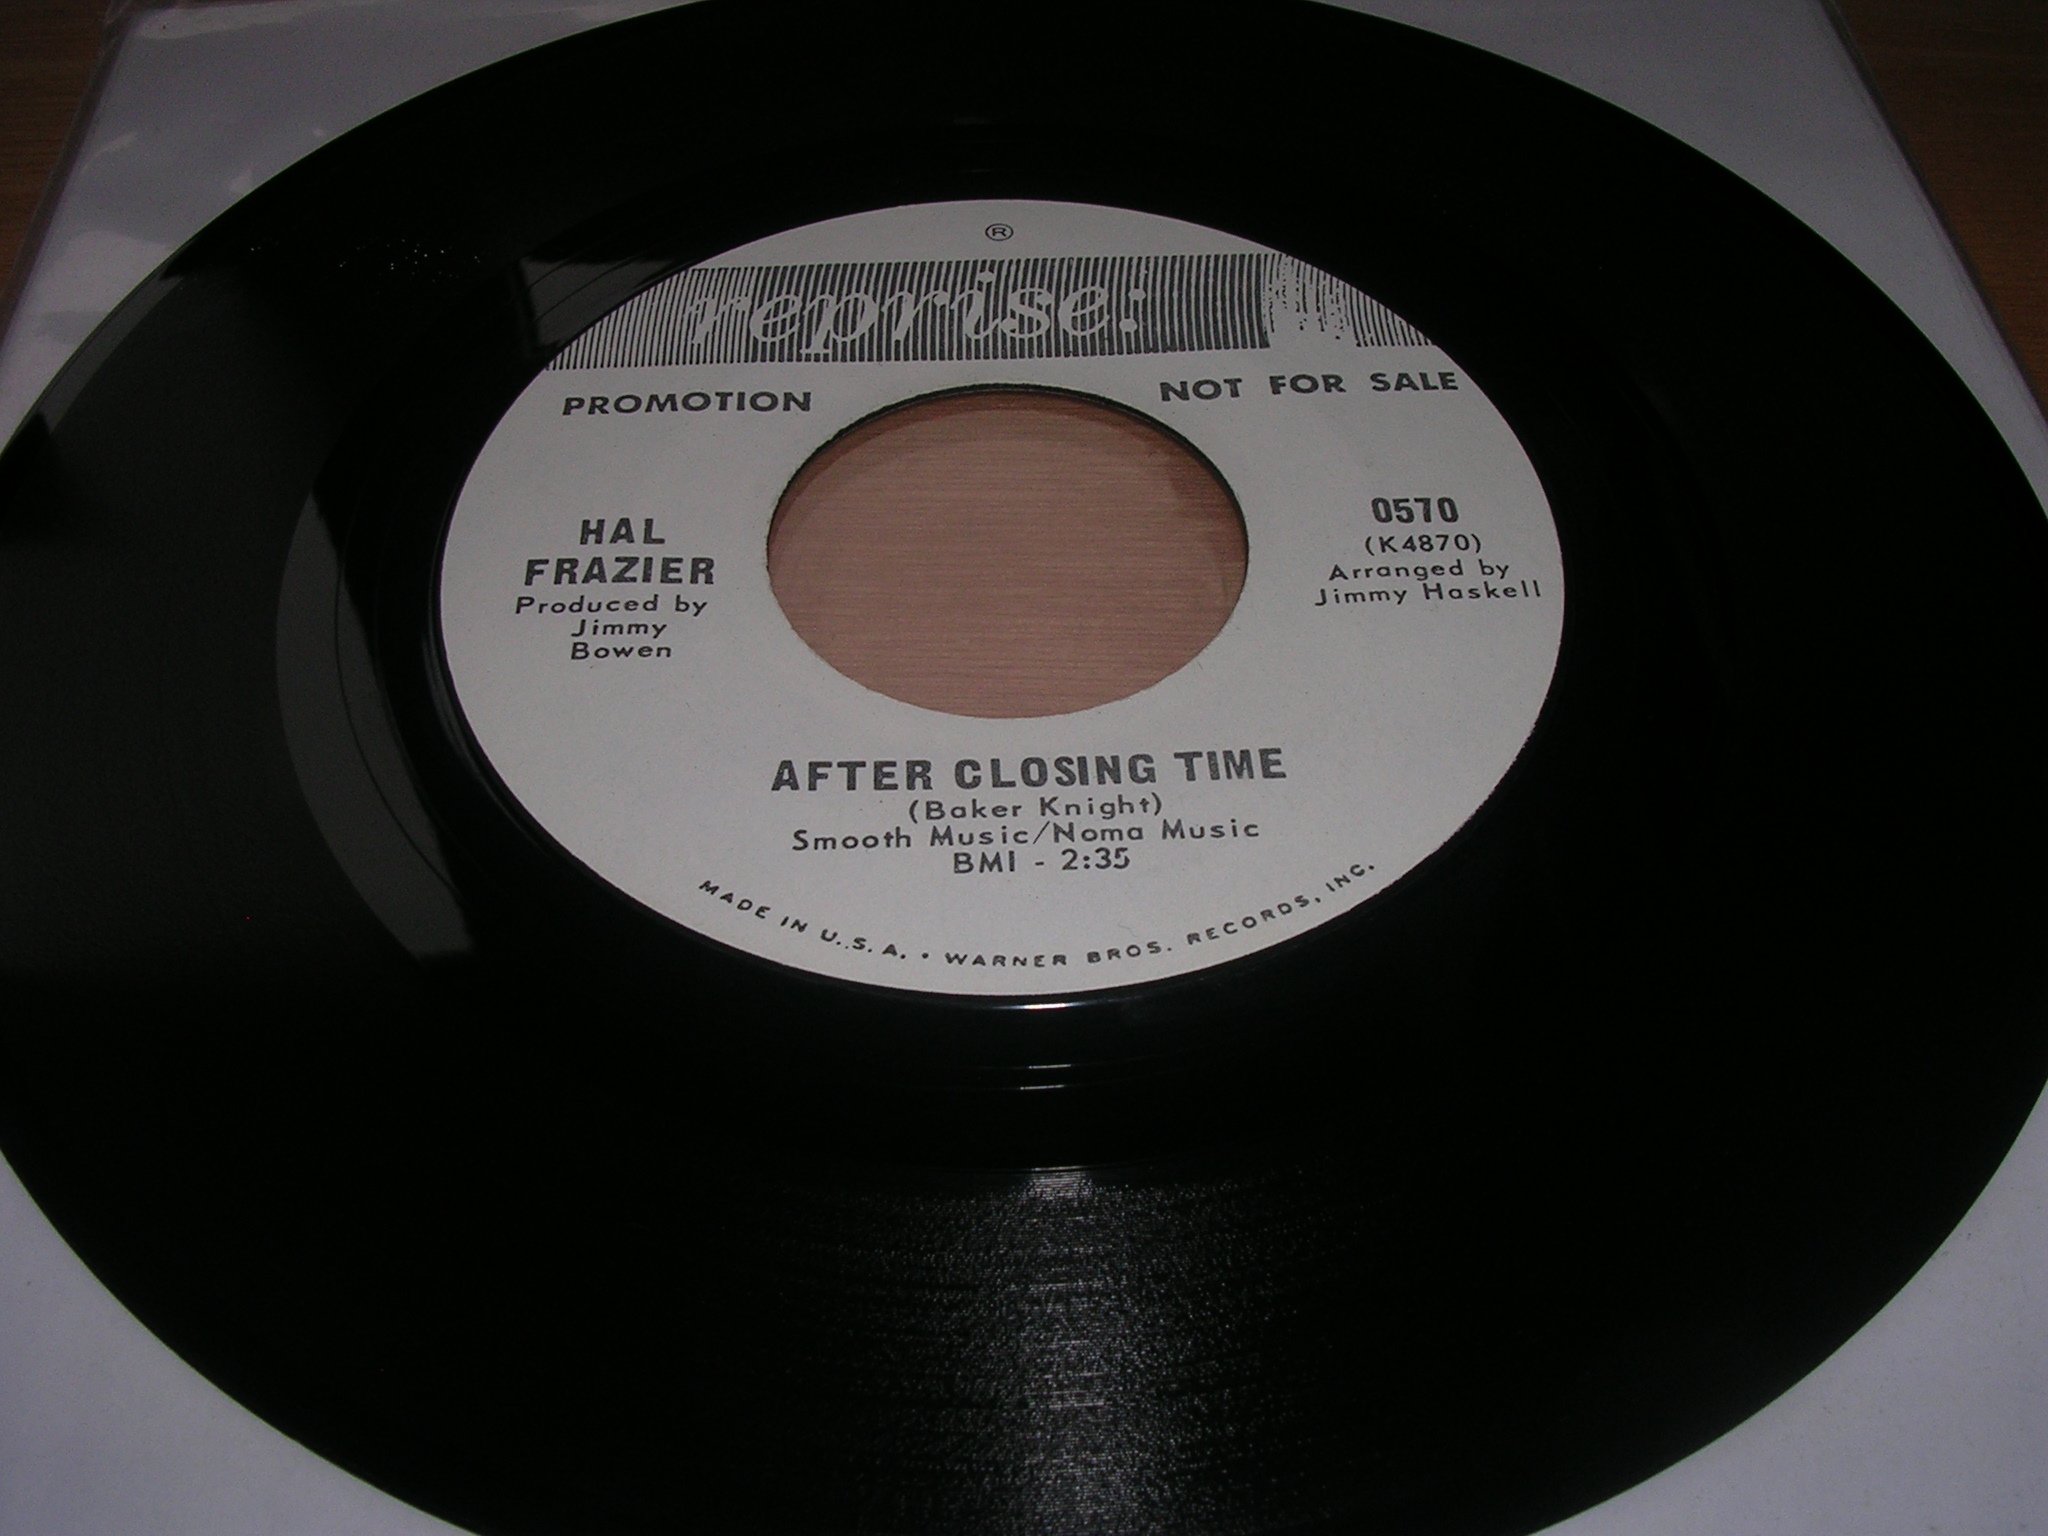 ®
reprise:
PROMOTION
NOT FOR SALE
HAL
FRAZIER
Produced by
Jimmy
Bowen
0570
(K4870)
Arranged by
Jimmy Haskell
AFTER CLOSING TIME
(Baker Knight)
Smooth Music/Noma Music
BMI - 2:35
MADE IN U.S.A. • WARNER BROS. RECORDS, INC.